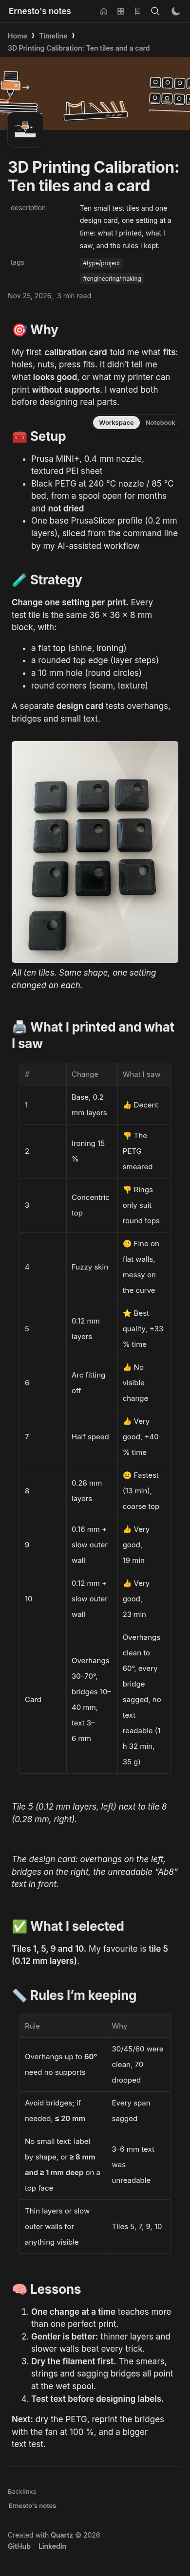 Ernesto's notes
Home › Timeline ›
3D Printing Calibration: Ten tiles and a card
3D Printing Calibration:
Ten tiles and a card
description
Ten small test tiles and one
design card, one setting at a
time: what I printed, what I
saw, and the rules I kept.
tags
#type/project
#engineering/making
Nov 25, 2026, 3 min read
🎯 Why
My first calibration card told me what fits:
holes, nuts, press fits. It didn't tell me
what looks good, or what my printer can
print without supports. I wanted both
before designing real parts.
Workspace Notebook
🧰 Setup
• Prusa MINI+, 0.4 mm nozzle,
textured PEI sheet
• Black PETG at 240 °C nozzle / 85 °C
bed, from a spool open for months
and not dried
• One base PrusaSlicer profile (0.2 mm
layers), sliced from the command line
by my AI-assisted workflow
🧪 Strategy
Change one setting per print. Every
test tile is the same 36 × 36 × 8 mm
block, with:
• a flat top (shine, ironing)
• a rounded top edge (layer steps)
• a 10 mm hole (round circles)
• round corners (seam, texture)
A separate design card tests overhangs,
bridges and small text.
All ten tiles. Same shape, one setting
changed on each.
🖨️ What I printed and what
I saw
# Change What I saw
1 Base, 0.2
mm layers 👍 Decent
2 Ironing 15
% 👎 The
PETG
smeared
3 Concentric
top 👎 Rings
only suit
round tops
4 Fuzzy skin 😐 Fine on
flat walls,
messy on
the curve
5 0.12 mm
layers ⭐ Best
quality, +33
% time
6 Arc fitting
off 👍 No
visible
change
7 Half speed 👍 Very
good, +40
% time
8 0.28 mm
layers 😐 Fastest
(13 min),
coarse top
9 0.16 mm +
slow outer
wall 👍 Very
good,
19 min
10 0.12 mm +
slow outer
wall 👍 Very
good,
23 min
Card Overhangs
30–70°,
bridges 10–
40 mm,
text 3–
6 mm Overhangs
clean to
60°, every
bridge
sagged, no
text
readable (1
h 32 min,
35 g)
Tile 5 (0.12 mm layers, left) next to tile 8
(0.28 mm, right).
The design card: overhangs on the left,
bridges on the right, the unreadable "Ab8"
text in front.
✅ What I selected
Tiles 1, 5, 9 and 10. My favourite is tile 5
(0.12 mm layers).
📏 Rules I'm keeping
Rule Why
Overhangs up to 60°
need no supports 30/45/60 were
clean, 70
drooped
Avoid bridges; if
needed, ≤ 20 mm Every span
sagged
No small text: label
by shape, or ≥ 8 mm
and ≥ 1 mm deep on a
top face 3–6 mm text
was
unreadable
Thin layers or slow
outer walls for
anything visible Tiles 5, 7, 9, 10
🧠 Lessons
1. One change at a time teaches more
than one perfect print.
2. Gentler is better: thinner layers and
slower walls beat every trick.
3. Dry the filament first. The smears,
strings and sagging bridges all point
at the wet spool.
4. Test text before designing labels.
Next: dry the PETG, reprint the bridges
with the fan at 100 %, and a bigger
text test.
Backlinks
Ernesto's notes
Created with Quartz © 2026
GitHub LinkedIn